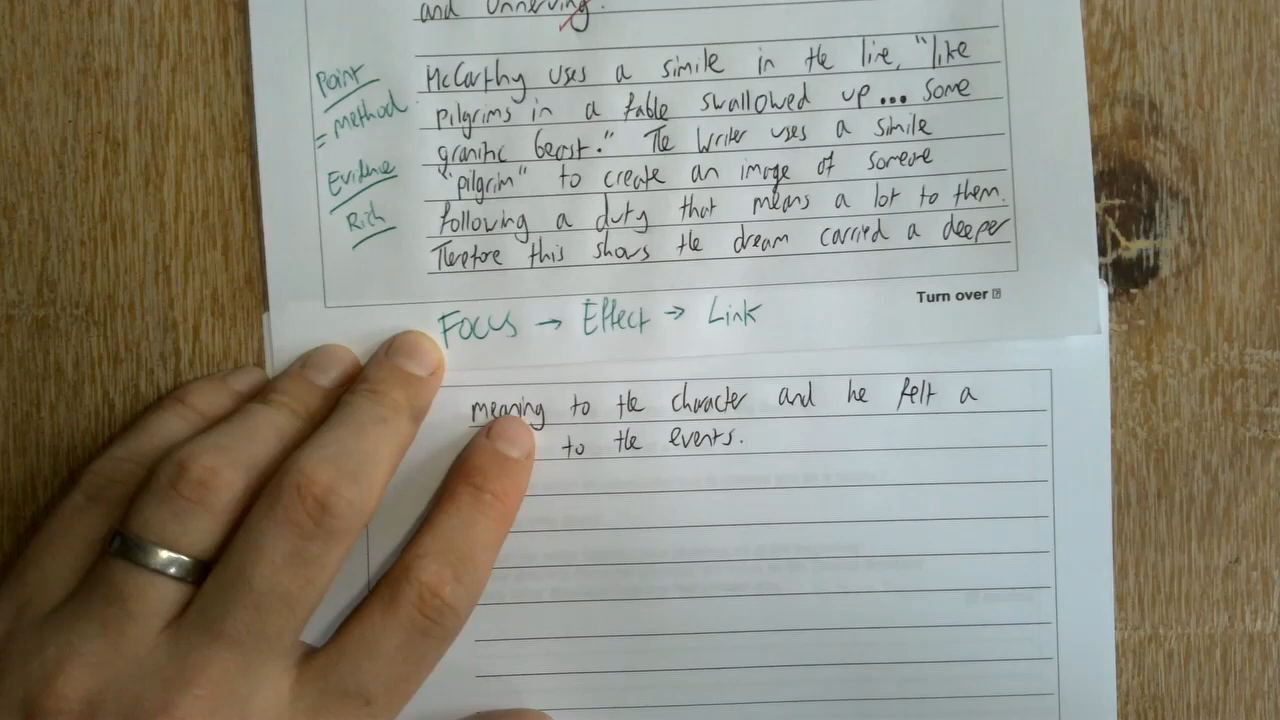 and unnerving.
Point
= method
Evidence
Rich
McCarthy uses a simile in the line, "like
pilgrims in a fable swallowed up... some
granitic beast." The writer uses a simile
"pilgrim" to create an image of someone
following a duty that means a lot to them.
Therefore this shows the dream carried a deeper
Turn over
Focus → Effect → Link
meaning to the character and he felt a
to the events.